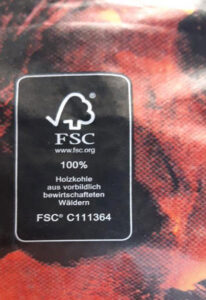 FSC
www.fsc.org
100%
Holzkohle
aus vorbildlich
bewirtschafteten
Wäldern
FSC® C111364